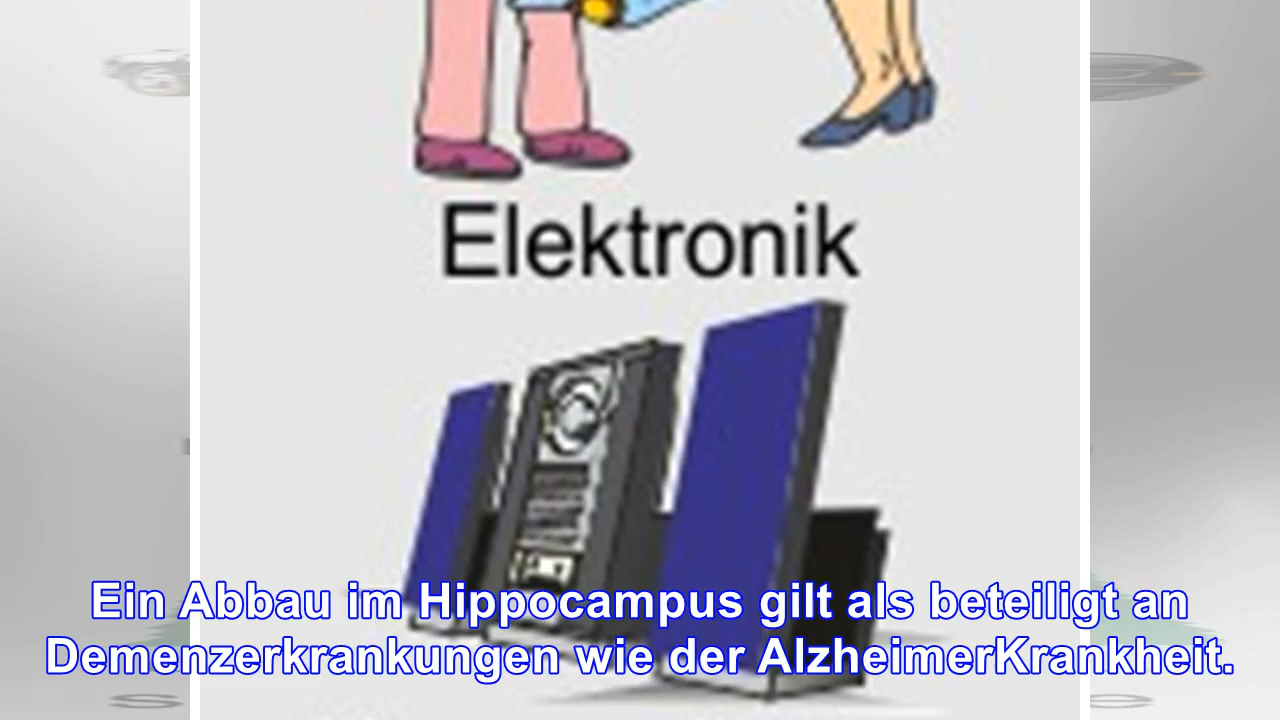 Elektronik
Ein Abbau im Hippocampus gilt als beteiligt an
Demenzerkrankungen wie der AlzheimerKrankheit.